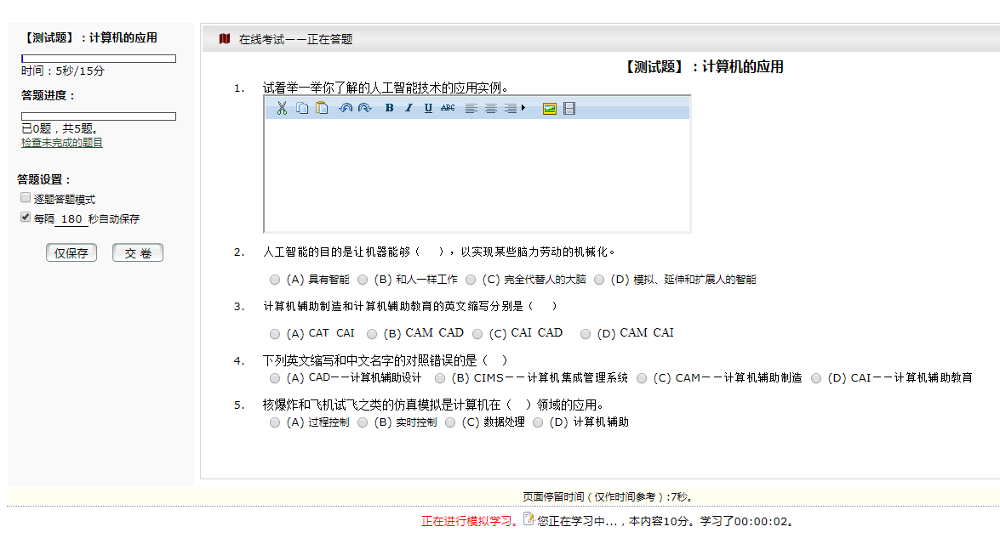 【测试题】：计算机的应用
时间：5秒/15分
答题进度：
已0题，共5题。
检查未完成的题目
答题设置：
逐题答题模式
每隔 180 秒自动保存
仅保存 交 卷
在线考试——正在答题
【测试题】：计算机的应用
1. 试着举一举你了解的人工智能技术的应用实例。
B I U ABC
2. 人工智能的目的是让机器能够（ ），以实现某些脑力劳动的机械化。
(A) 具有智能 (B) 和人一样工作 (C) 完全代替人的大脑 (D) 模拟、延伸和扩展人的智能
3. 计算机辅助制造和计算机辅助教育的英文缩写分别是（ ）
(A) CAT CAI (B) CAM CAD (C) CAI CAD (D) CAM CAI
4. 下列英文缩写和中文名字的对照错误的是（ ）
(A) CAD——计算机辅助设计 (B) CIMS——计算机集成管理系统 (C) CAM——计算机辅助制造 (D) CAI——计算机辅助教育
5. 核爆炸和飞机试飞之类的仿真模拟是计算机在（ ）领域的应用。
(A) 过程控制 (B) 实时控制 (C) 数据处理 (D) 计算机辅助
页面停留时间（仅作时间参考）:7秒。
正在进行模拟学习。 您正在学习中...，本内容10分。学习了00:00:02。